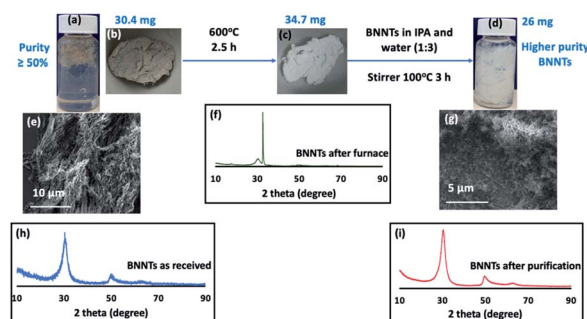 (a)
30.4 mg
34.7 mg
26 mg
(b)
(c)
(d)
Purity
≥ 50%
600°C
2.5 h
BNNTs in IPA and
water (1:3)
Stirrer 100°C 3 h
Higher purity
BNNTs
(e)
10 μm
(f)
BNNTs after furnace
10 30 50 70 90
2 theta (degree)
(g)
5 μm
(h)
BNNTs as received
10 30 50 70 90
2 theta (degree)
(i)
BNNTs after purification
10 30 50 70 90
2 theta (degree)